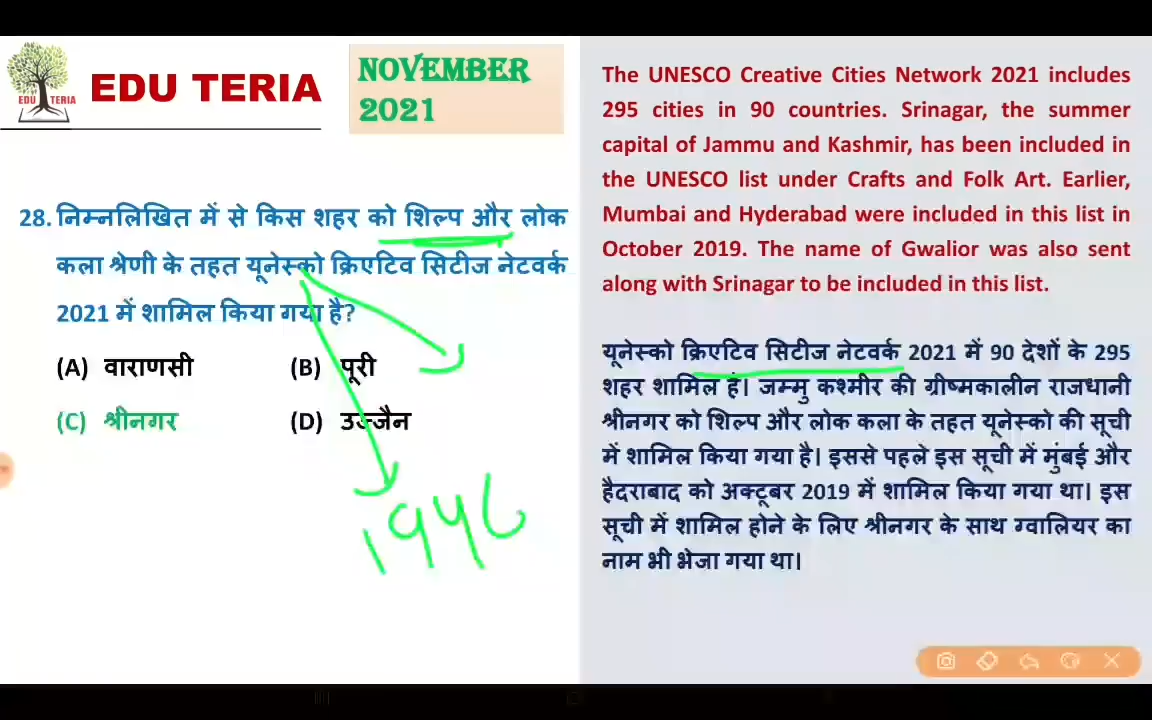 EDU TERIA
EDU TERIA
NOVEMBER
2021
28. निम्नलिखित में से किस शहर को शिल्प और लोक
कला श्रेणी के तहत यूनेस्को क्रिएटिव सिटीज नेटवर्क
2021 में शामिल किया गया है?
(A) वाराणसी (B) पूरी
(C) श्रीनगर (D) उज्जैन
1946
The UNESCO Creative Cities Network 2021 includes
295 cities in 90 countries. Srinagar, the summer
capital of Jammu and Kashmir, has been included in
the UNESCO list under Crafts and Folk Art. Earlier,
Mumbai and Hyderabad were included in this list in
October 2019. The name of Gwalior was also sent
along with Srinagar to be included in this list.
यूनेस्को क्रिएटिव सिटीज नेटवर्क 2021 में 90 देशों के 295
शहर शामिल हैं। जम्मु कश्मीर की ग्रीष्मकालीन राजधानी
श्रीनगर को शिल्प और लोक कला के तहत यूनेस्को की सूची
में शामिल किया गया है। इससे पहले इस सूची में मुंबई और
हैदराबाद को अक्टूबर 2019 में शामिल किया गया था। इस
सूची में शामिल होने के लिए श्रीनगर के साथ ग्वालियर का
नाम भी भेजा गया था।